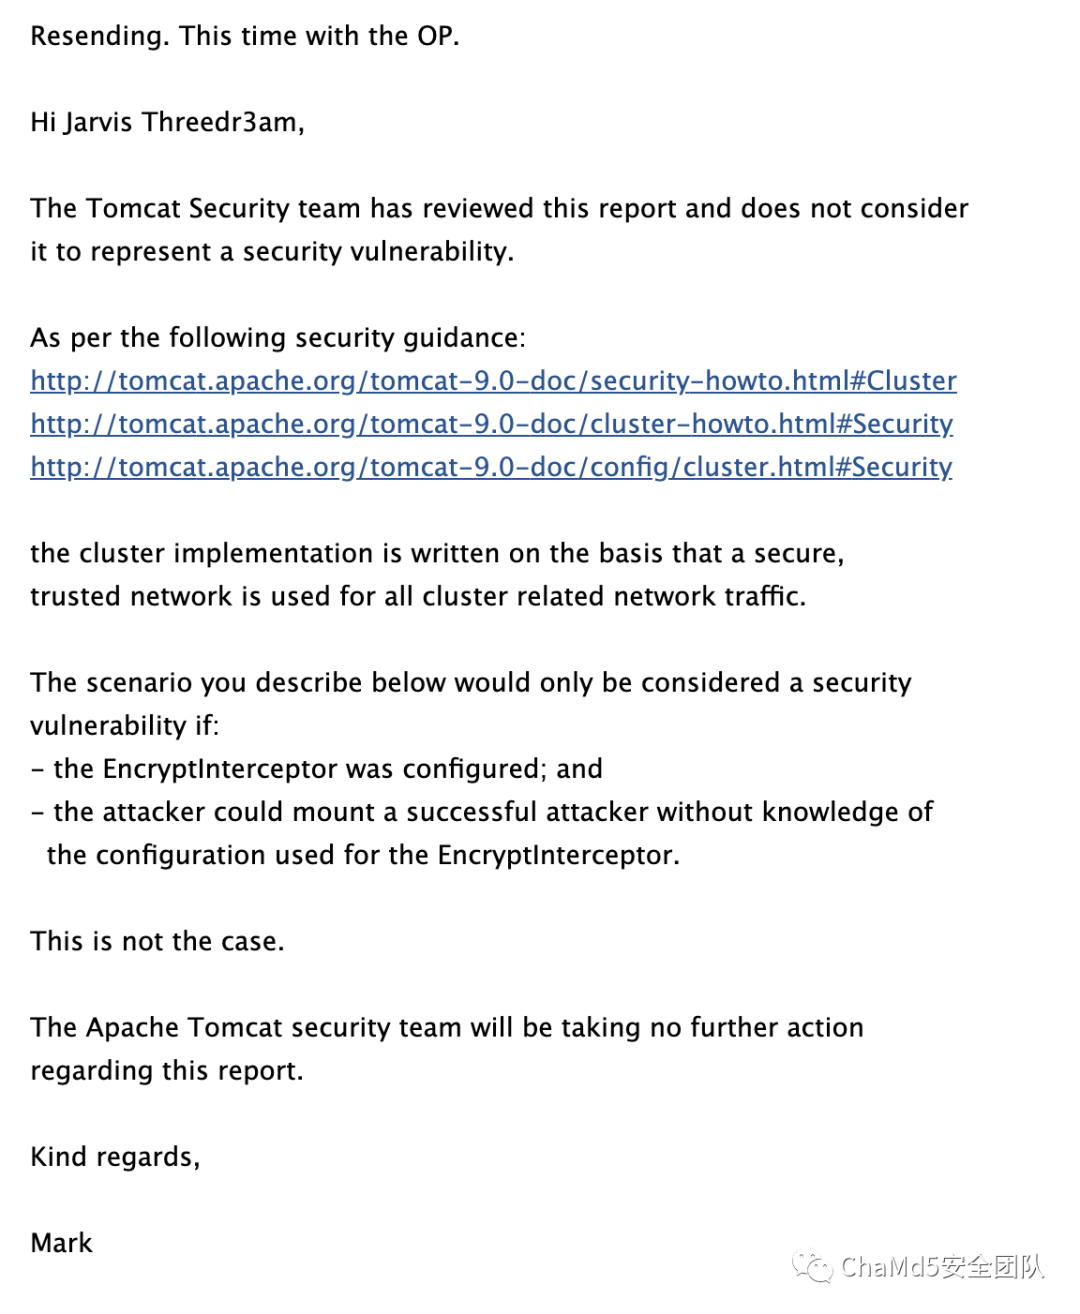 Resending. This time with the OP.
Hi Jarvis Threedr3am,
The Tomcat Security team has reviewed this report and does not consider
it to represent a security vulnerability.
As per the following security guidance:
http://tomcat.apache.org/tomcat-9.0-doc/security-howto.html#Cluster
http://tomcat.apache.org/tomcat-9.0-doc/cluster-howto.html#Security
http://tomcat.apache.org/tomcat-9.0-doc/config/cluster.html#Security
the cluster implementation is written on the basis that a secure,
trusted network is used for all cluster related network traffic.
The scenario you describe below would only be considered a security
vulnerability if:
– the EncryptInterceptor was configured; and
– the attacker could mount a successful attacker without knowledge of
the configuration used for the EncryptInterceptor.
This is not the case.
The Apache Tomcat security team will be taking no further action
regarding this report.
Kind regards,
Mark
ChaMd5安全团队